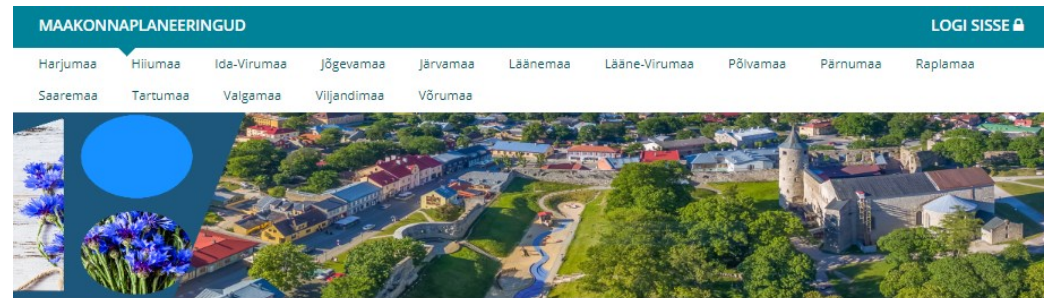 MAAKONNAPLANEERINGUD LOGI SISSE
Harjumaa Hiiumaa Ida-Virumaa Jõgevamaa Järvamaa Läänemaa Lääne-Virumaa Põlvamaa Pärnumaa Raplamaa
Saaremaa Tartumaa Valgamaa Viljandimaa Võrumaa